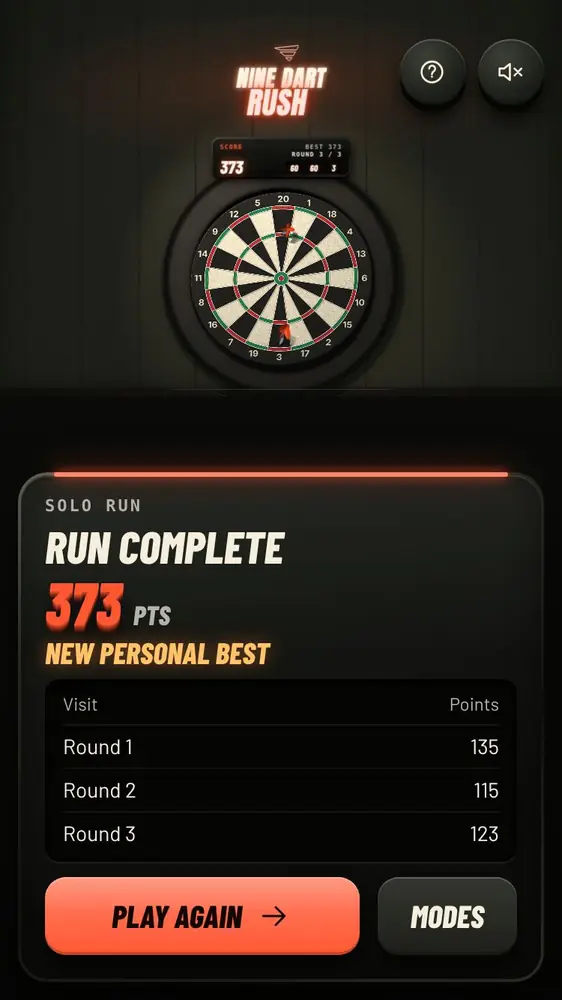 NINE DART
RUSH
SCORE
373
BEST 373
ROUND 3 / 3
60 60 3
20
1
18
4
13
6
10
15
2
17
3
19
7
16
8
11
14
9
12
5
SOLO RUN
RUN COMPLETE
373 PTS
NEW PERSONAL BEST
Visit Points
Round 1 135
Round 2 115
Round 3 123
PLAY AGAIN →
MODES